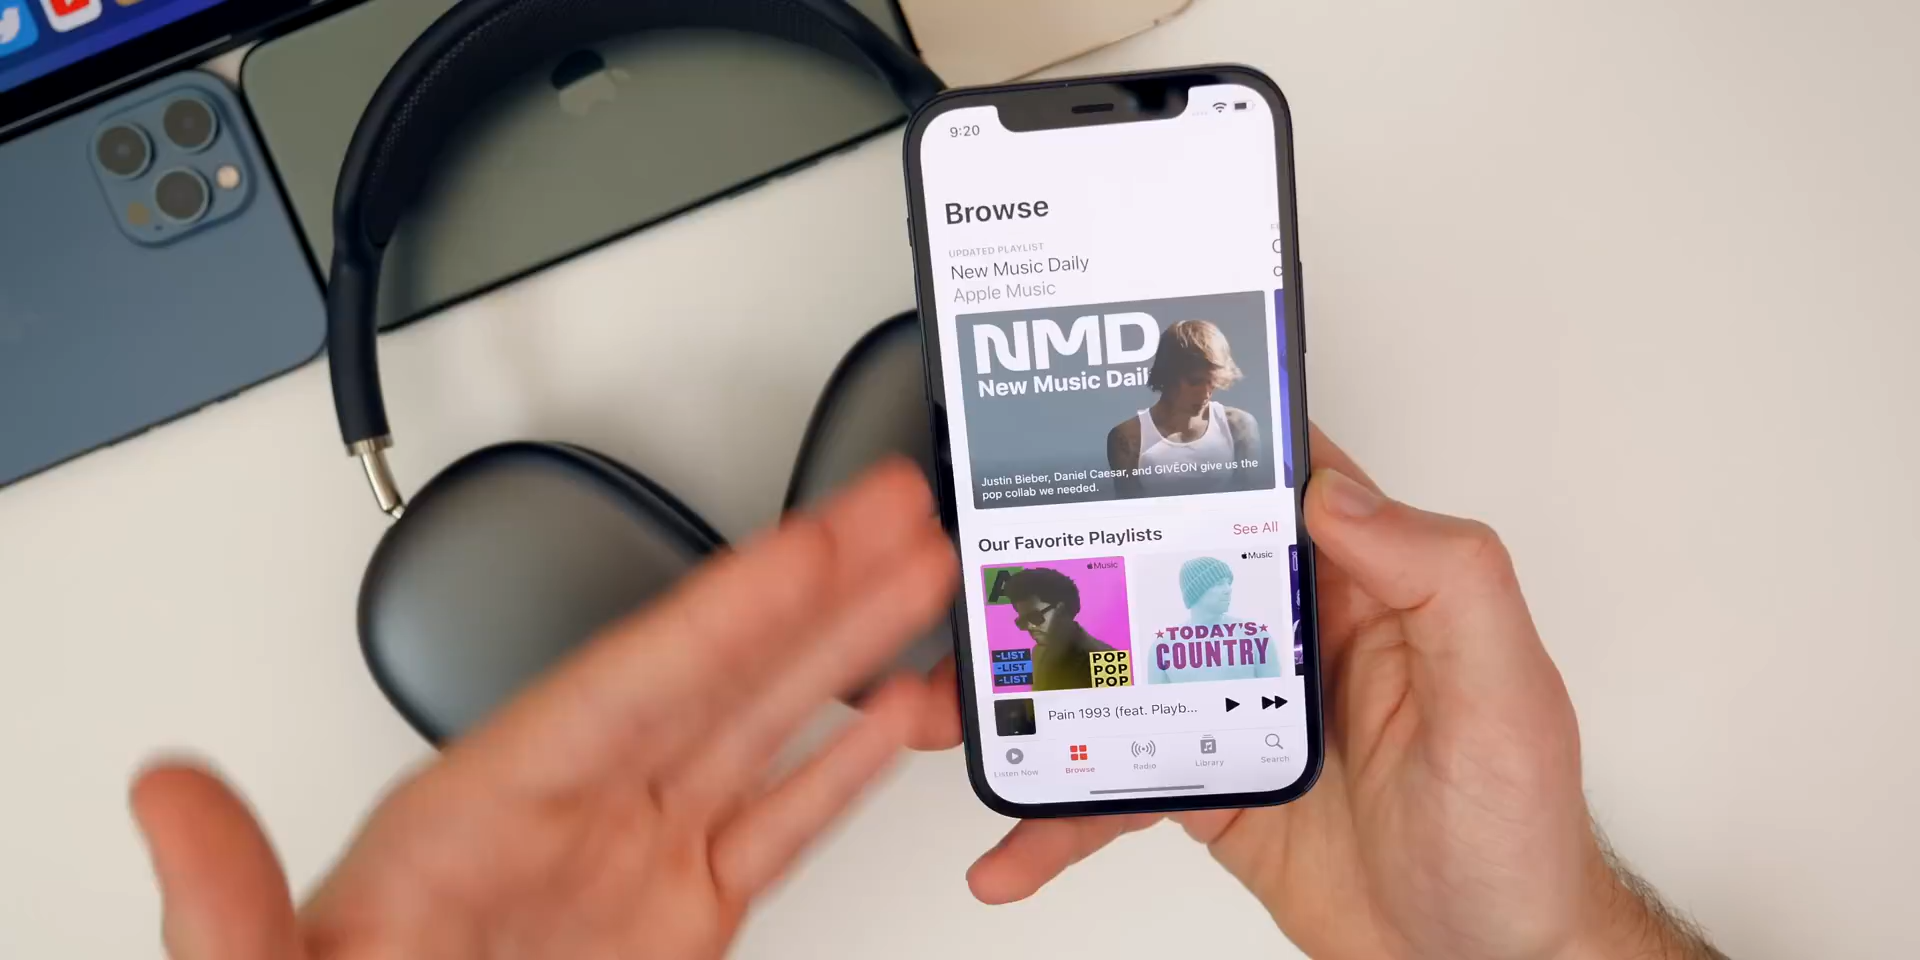 9:20
Browse
UPDATED PLAYLIST
New Music Daily
Apple Music
NMD
New Music Dail
Justin Bieber, Daniel Caesar, and GIVĒON give us the
pop collab we needed.
Our Favorite Playlists
See All
Music
A
-LIST
-LIST
-LIST
POP
POP
POP
Music
TODAY'S
COUNTRY
Pain 1993 (feat. Playb...
Listen Now
Browse
Radio
Library
Search